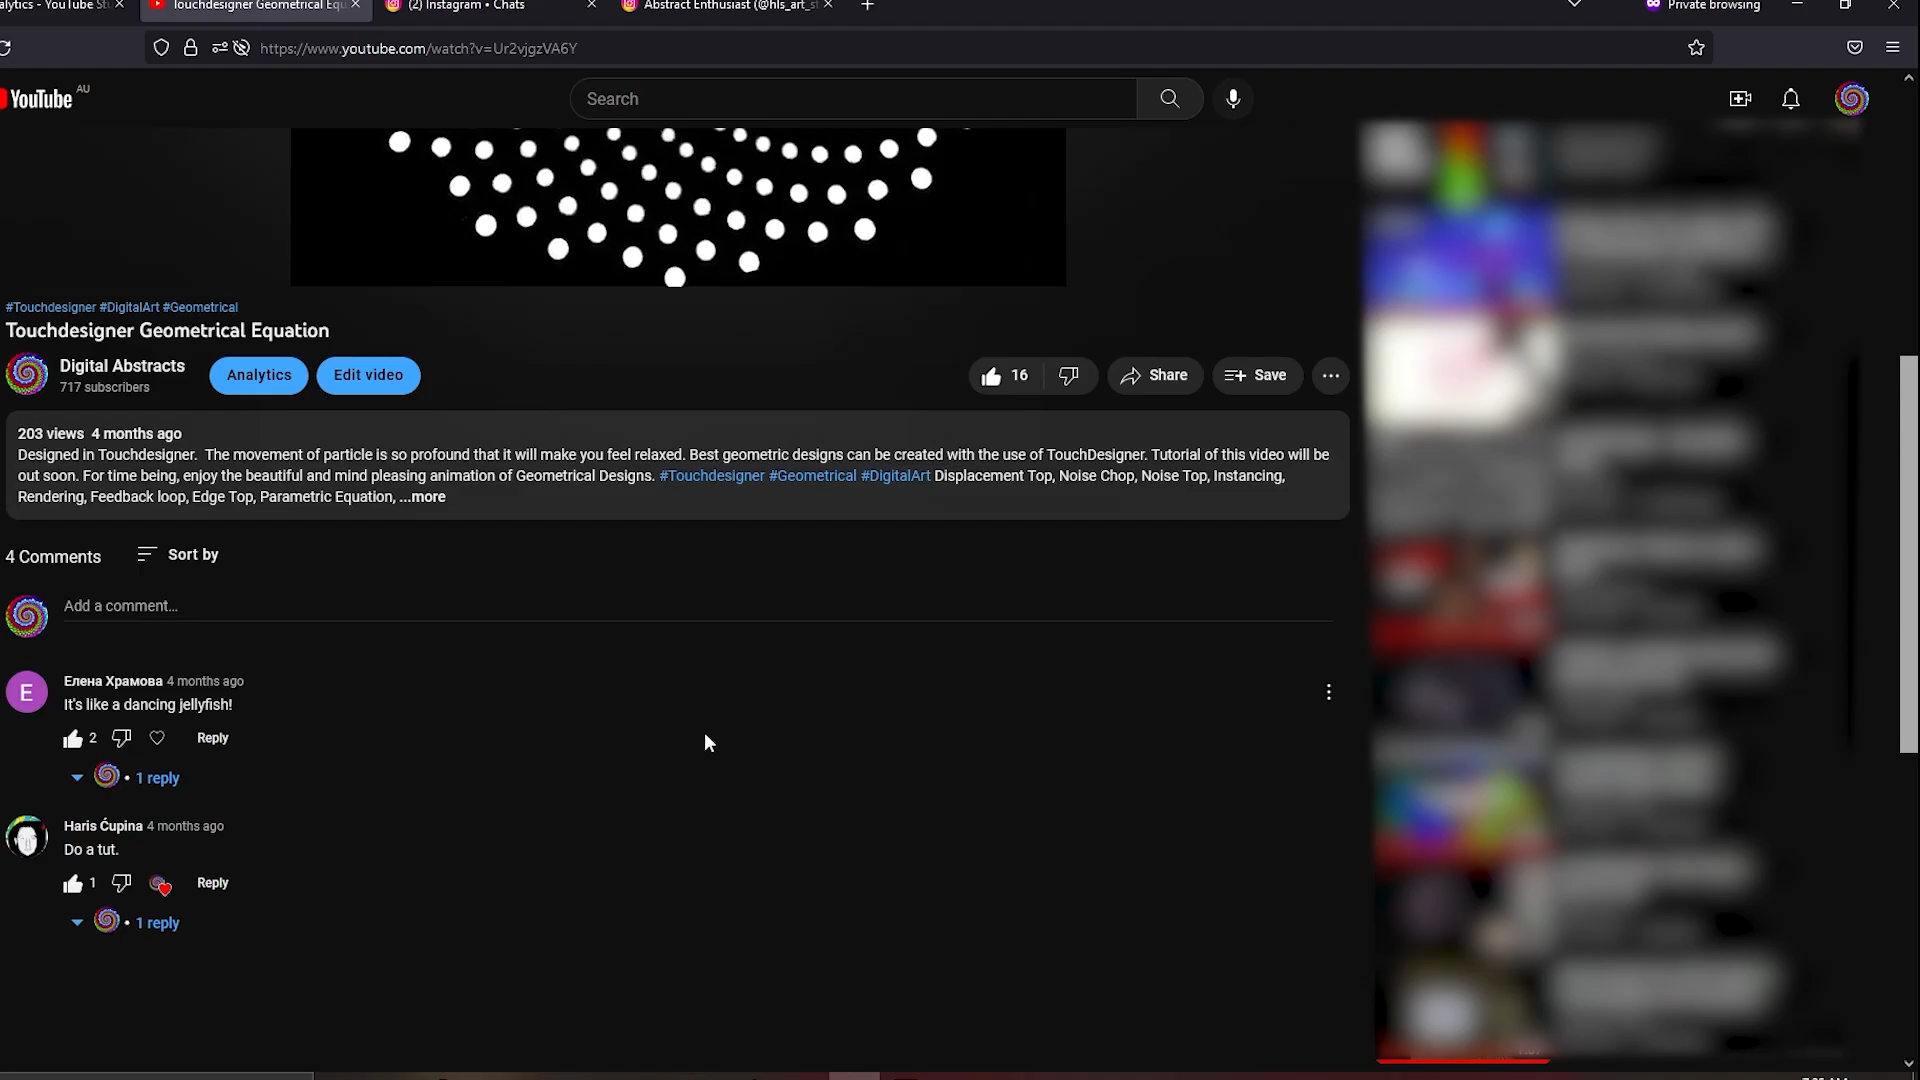 alytics - YouTube St
Touchdesigner Geometrical Equ
(2) Instagram • Chats
Abstract Enthusiast (@hls_art_s
Private browsing
https://www.youtube.com/watch?v=Ur2vjgzVA6Y
YouTube AU
Search
#Touchdesigner #DigitalArt #Geometrical
Touchdesigner Geometrical Equation
Digital Abstracts
717 subscribers
Analytics
Edit video
16
Share
Save
203 views 4 months ago
Designed in Touchdesigner. The movement of particle is so profound that it will make you feel relaxed. Best geometric designs can be created with the use of TouchDesigner. Tutorial of this video will be
out soon. For time being, enjoy the beautiful and mind pleasing animation of Geometrical Designs. #Touchdesigner #Geometrical #DigitalArt Displacement Top, Noise Chop, Noise Top, Instancing,
Rendering, Feedback loop, Edge Top, Parametric Equation, ...more
4 Comments
Sort by
Add a comment...
E
Елена Храмова 4 months ago
It's like a dancing jellyfish!
2
Reply
• 1 reply
Haris Ćupina 4 months ago
Do a tut.
1
Reply
• 1 reply